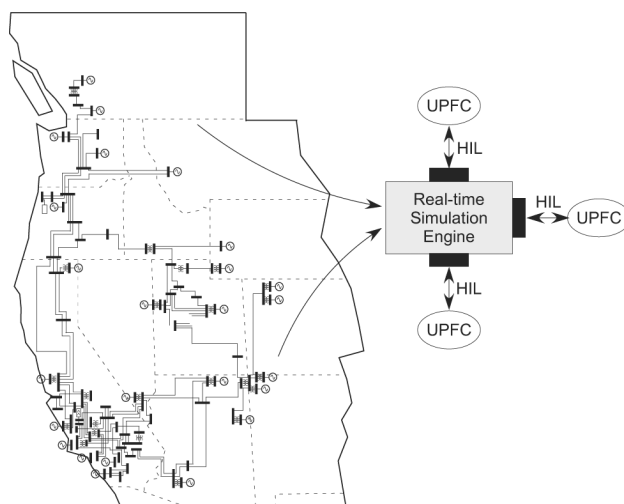 UPFC
HIL
Real-time
Simulation
Engine
HIL
UPFC
HIL
UPFC